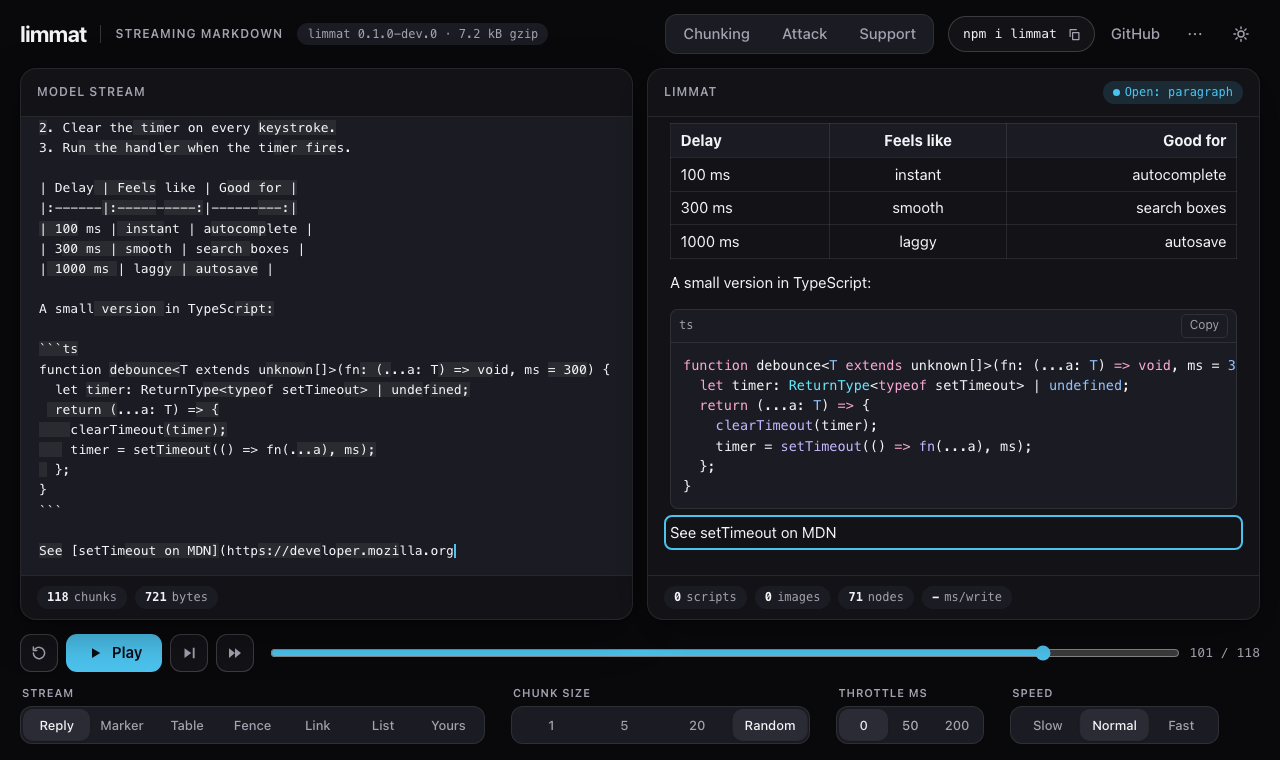 limmat STREAMING MARKDOWN limmat 0.1.0-dev.0 · 7.2 kB gzip Chunking Attack Support npm i limmat GitHub ···
MODEL STREAM
2. Clear the timer on every keystroke.
3. Run the handler when the timer fires.
| Delay | Feels like | Good for |
|:------|:----------:|---------:|
| 100 ms | instant | autocomplete |
| 300 ms | smooth | search boxes |
| 1000 ms | laggy | autosave |
A small version in TypeScript:
```ts
function debounce<T extends unknown[]>(fn: (...a: T) => void, ms = 300) {
  let timer: ReturnType<typeof setTimeout> | undefined;
  return (...a: T) => {
    clearTimeout(timer);
    timer = setTimeout(() => fn(...a), ms);
  };
}
```
See [setTimeout on MDN](https://developer.mozilla.org
118 chunks 721 bytes
LIMMAT Open: paragraph
Delay Feels like Good for
100 ms instant autocomplete
300 ms smooth search boxes
1000 ms laggy autosave
A small version in TypeScript:
ts Copy
function debounce<T extends unknown[]>(fn: (...a: T) => void, ms = 3
  let timer: ReturnType<typeof setTimeout> | undefined;
  return (...a: T) => {
    clearTimeout(timer);
    timer = setTimeout(() => fn(...a), ms);
  };
}
See setTimeout on MDN
0 scripts 0 images 71 nodes – ms/write
Play 101 / 118
STREAM CHUNK SIZE THROTTLE MS SPEED
Reply Marker Table Fence Link List Yours 1 5 20 Random 0 50 200 Slow Normal Fast